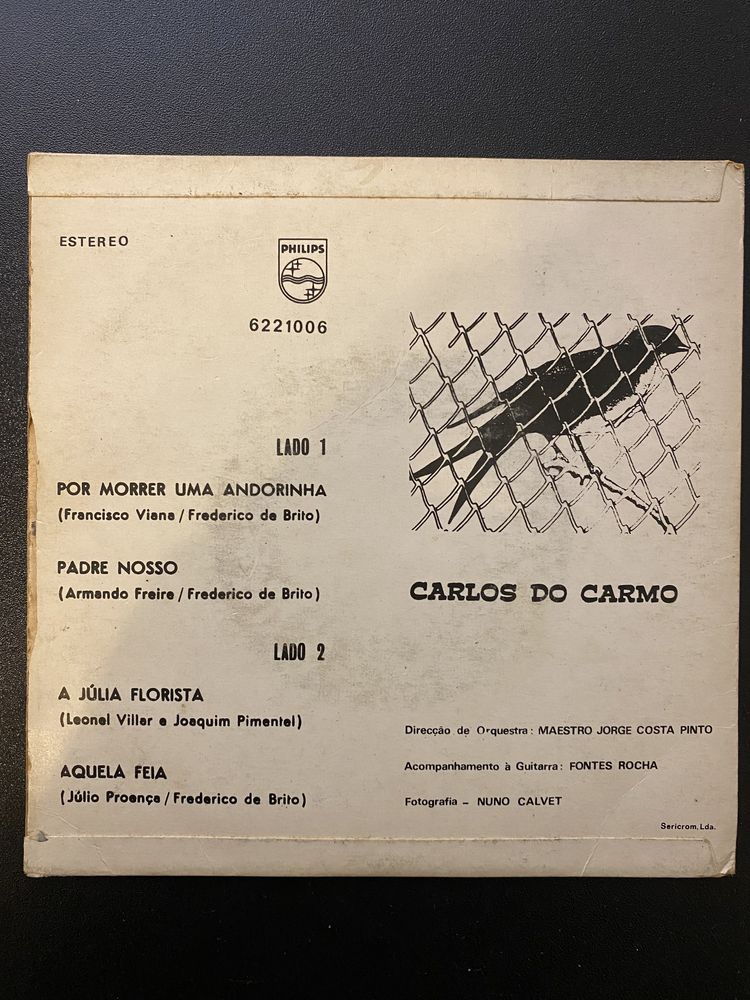 ESTEREO
PHILIPS
6221006
LADO 1
POR MORRER UMA ANDORINHA
(Francisco Viana/Frederico de Brito)
PADRE NOSSO
(Armando Freire/Frederico de Brito)
LADO 2
A JÚLIA FLORISTA
(Leonel Villar e Joaquim Pimentel)
AQUELA FEIA
(Júlio Proença/Frederico de Brito)
CARLOS DO CARMO
Direcção de Orquestra: MAESTRO JORGE COSTA PINTO
Acompanhamento à Guitarra: FONTES ROCHA
Fotografia - NUNO CALVET
Sericrom, Lda.